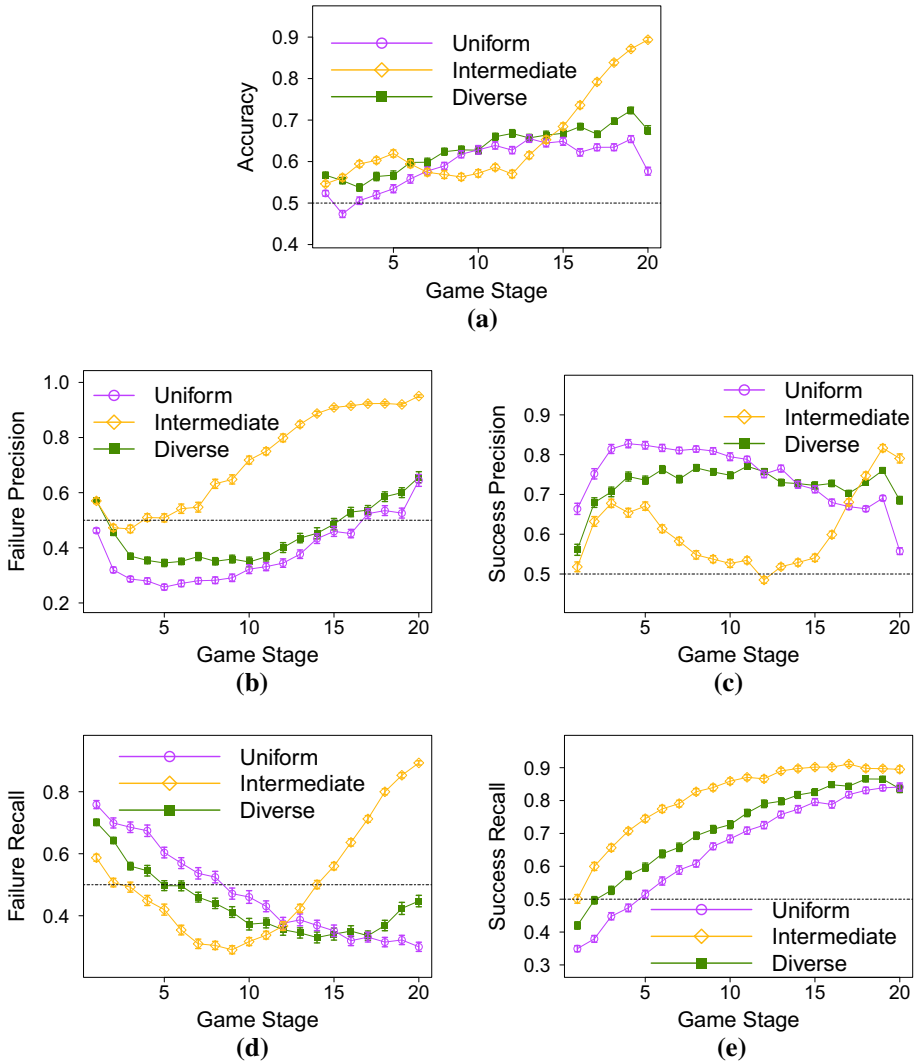 0.9
0.8
0.7
0.6
0.5
0.4
Accuracy
Uniform
Intermediate
Diverse
5 10 15 20
Game Stage
(a)
1.0
0.8
0.6
0.4
0.2
Failure Precision
Uniform
Intermediate
Diverse
5 10 15 20
Game Stage
(b)
0.9
0.8
0.7
0.6
0.5
Success Precision
Uniform
Intermediate
Diverse
5 10 15 20
Game Stage
(c)
0.8
0.6
0.4
Failure Recall
Uniform
Intermediate
Diverse
5 10 15 20
Game Stage
(d)
0.9
0.8
0.7
0.6
0.5
0.4
0.3
Success Recall
Uniform
Intermediate
Diverse
5 10 15 20
Game Stage
(e)